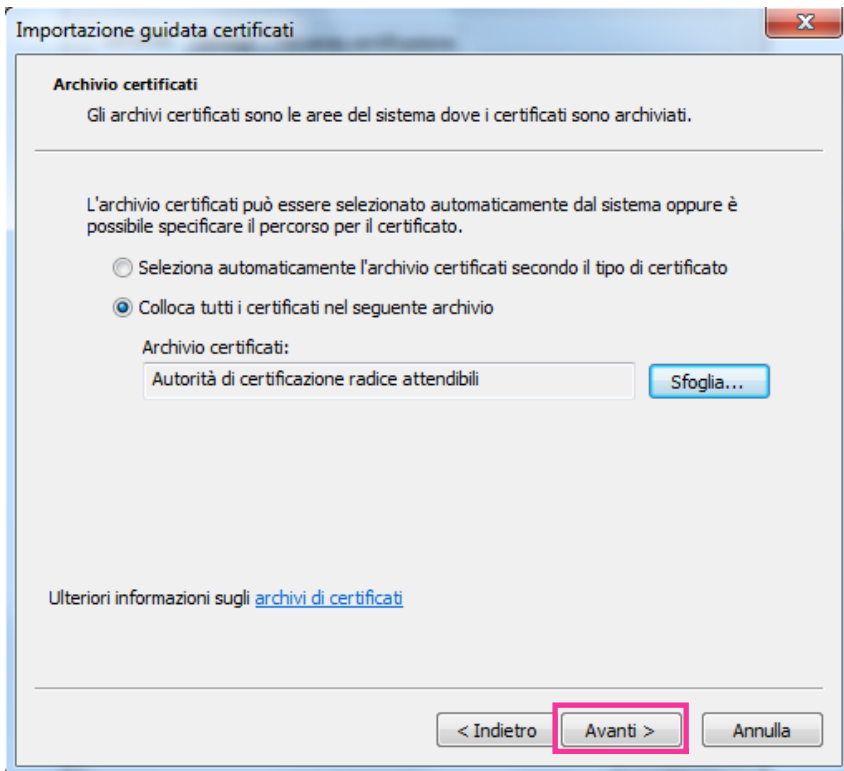 Importazione guidata certificati
Archivio certificati
Gli archivi certificati sono le aree del sistema dove i certificati sono archiviati.
L'archivio certificati può essere selezionato automaticamente dal sistema oppure è
possibile specificare il percorso per il certificato.
Seleziona automaticamente l'archivio certificati secondo il tipo di certificato
Colloca tutti i certificati nel seguente archivio
Archivio certificati:
Autorità di certificazione radice attendibili
Sfoglia...
Ulteriori informazioni sugli archivi di certificati
< Indietro
Avanti >
Annulla